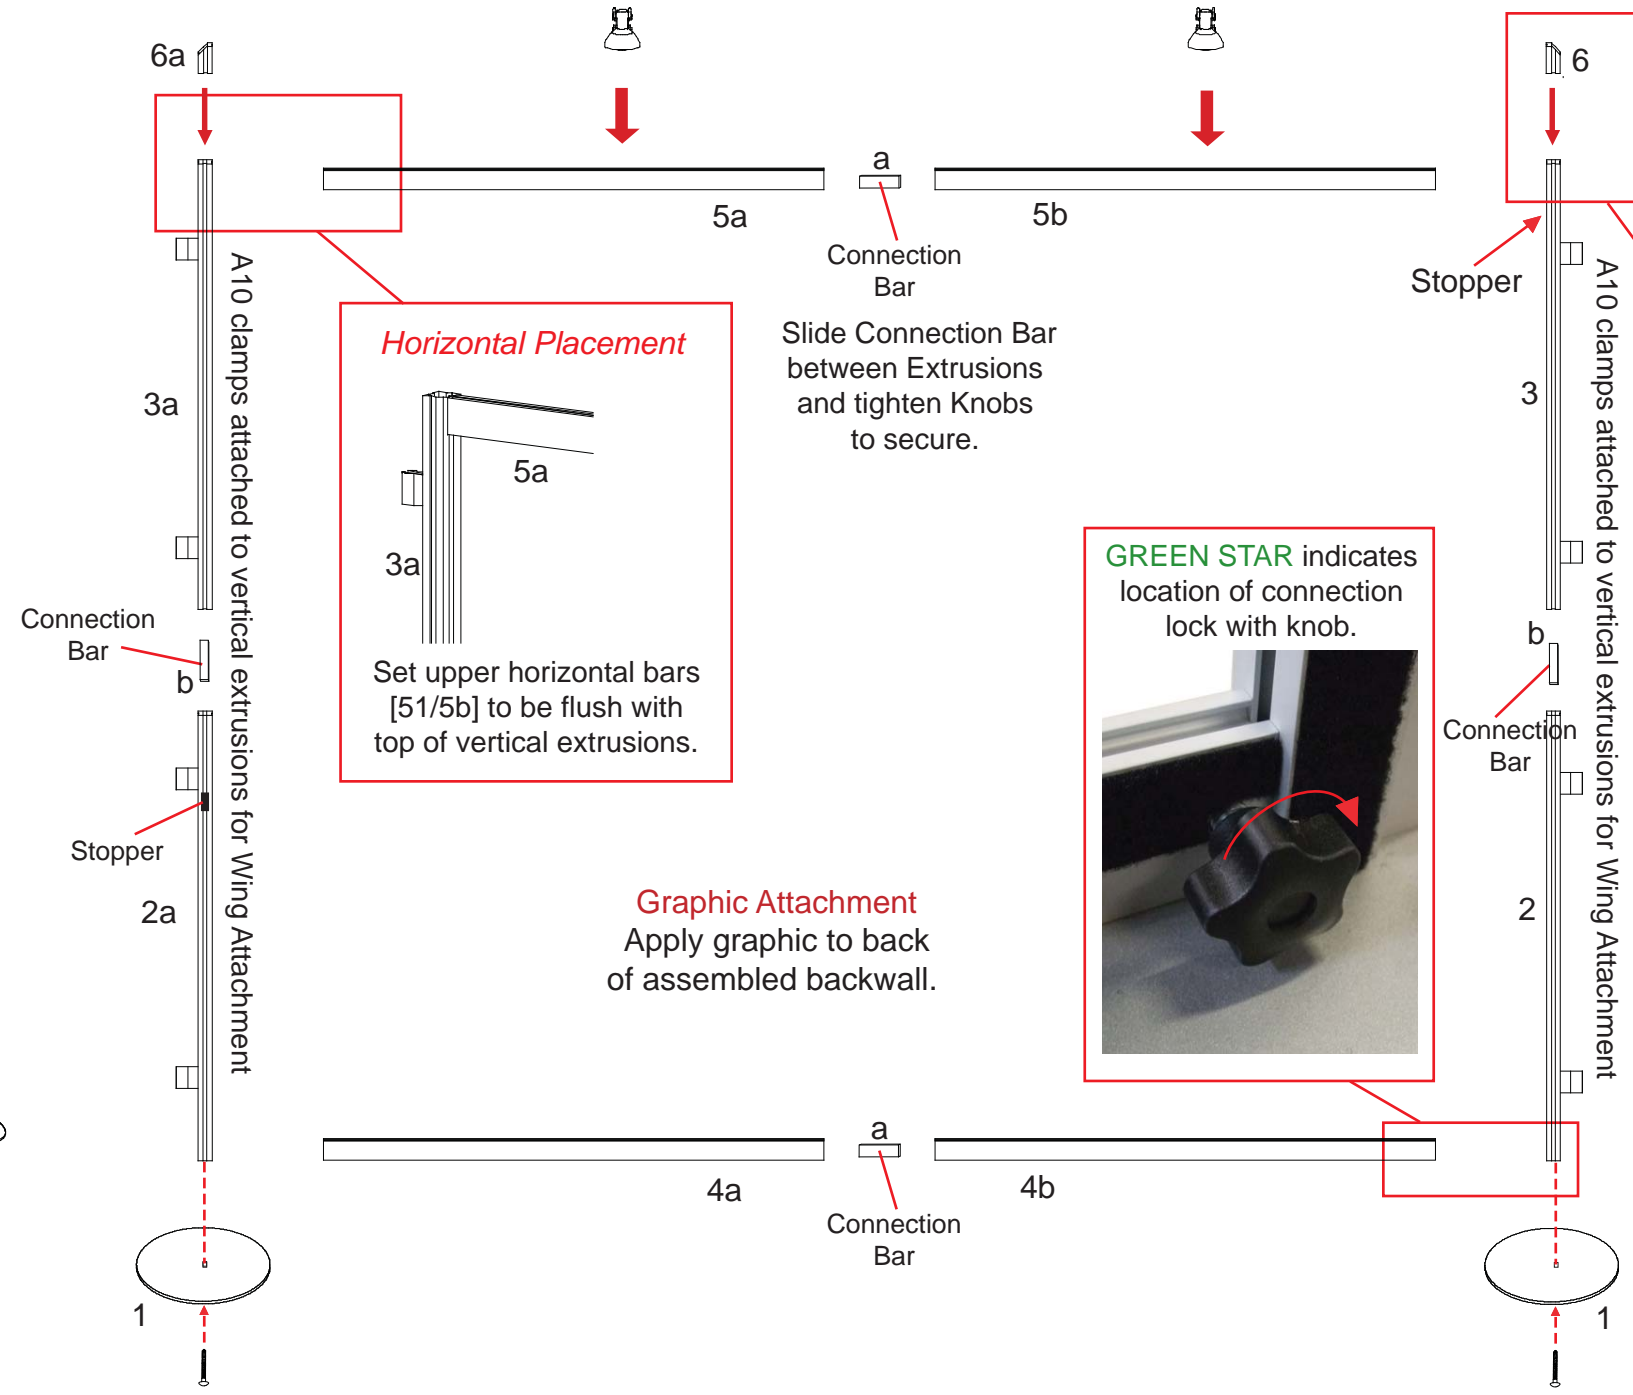 6a
6
a
5a
5b
Connection
Bar
Stopper
Slide Connection Bar
between Extrusions
and tighten Knobs
to secure.
Horizontal Placement
5a
3a
Set upper horizontal bars
[51/5b] to be flush with
top of vertical extrusions.
3a
A10 clamps attached to vertical extrusions for Wing Attachment
Connection
Bar
b
Stopper
2a
GREEN STAR indicates
location of connection
lock with knob.
3
A10 clamps attached to vertical extrusions for Wing Attachment
b
Connection
Bar
2
Graphic Attachment
Apply graphic to back
of assembled backwall.
a
4a
4b
Connection
Bar
1
1